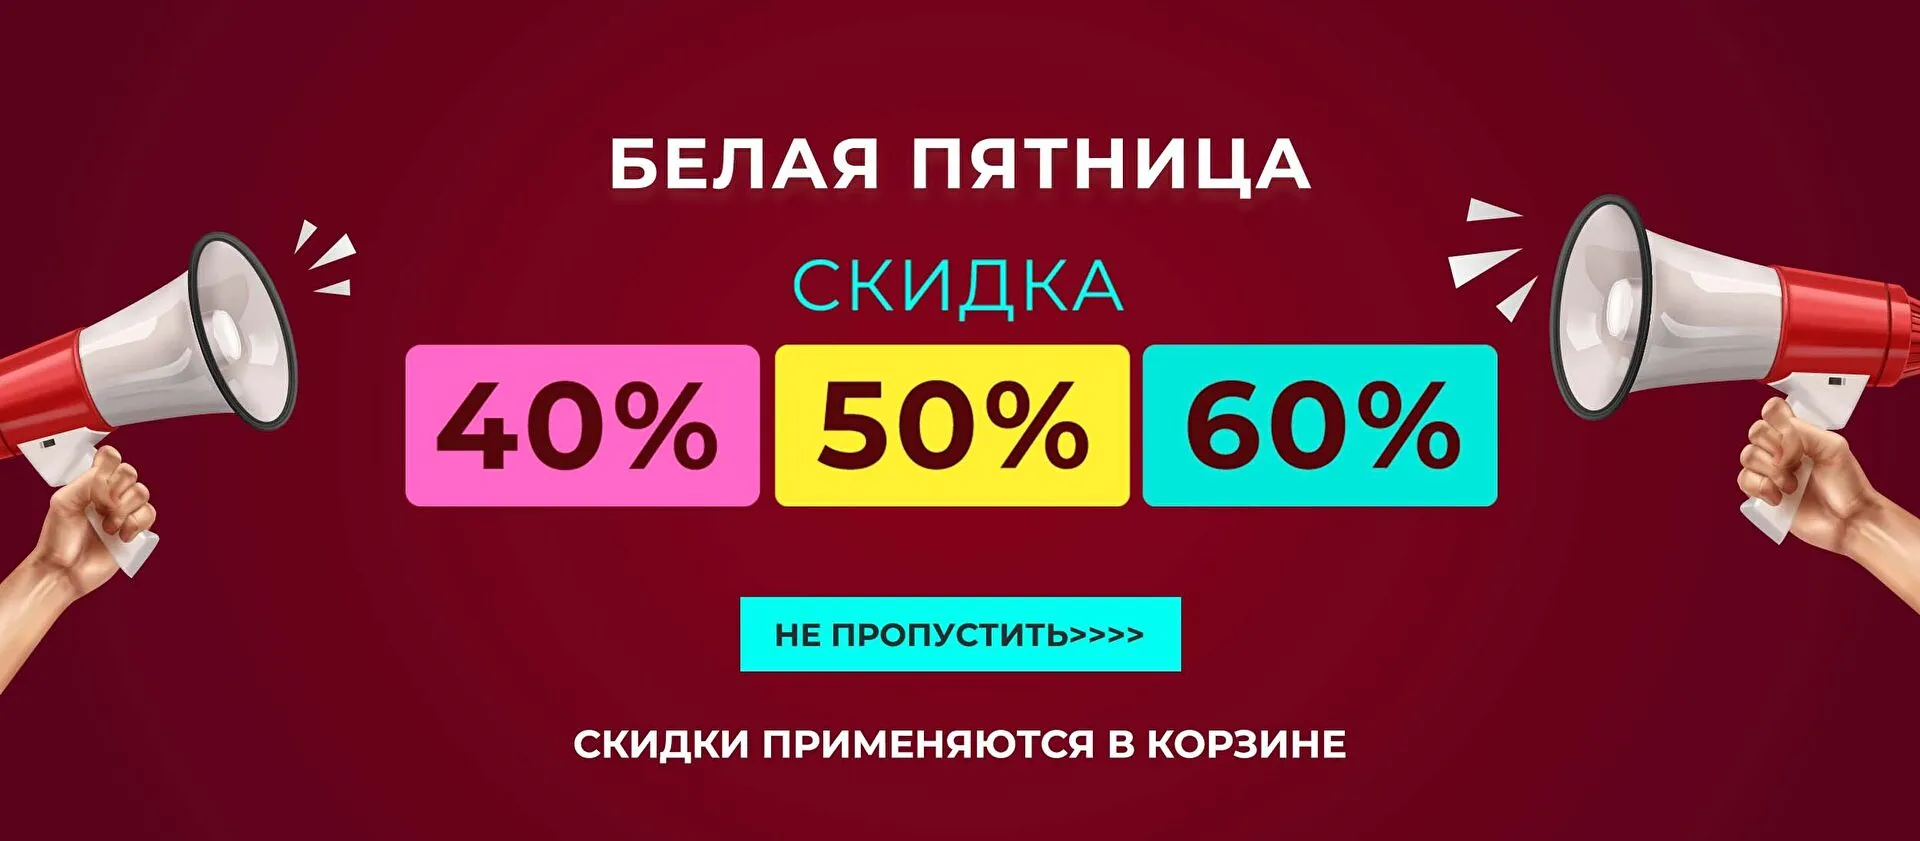 БЕЛАЯ ПЯТНИЦА
СКИДКА
40% 50% 60%
НЕ ПРОПУСТИТЬ>>>>
СКИДКИ ПРИМЕНЯЮТСЯ В КОРЗИНЕ